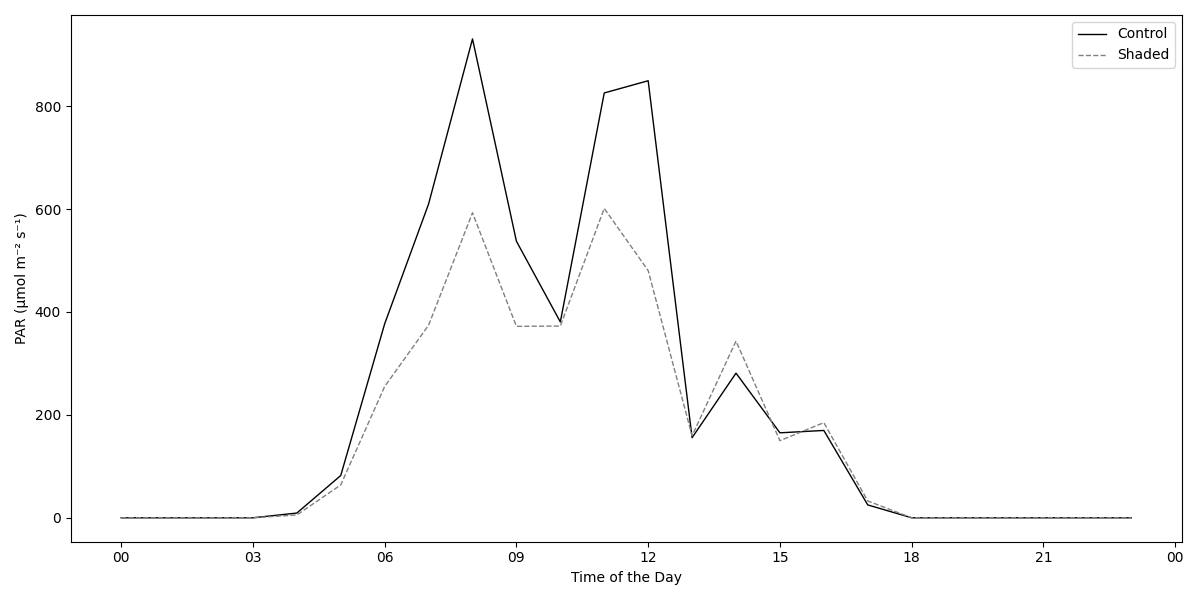 Control
Shaded
800
600
400
200
0
PAR (µmol m⁻² s⁻¹)
00 03 06 09 12 15 18 21 00
Time of the Day